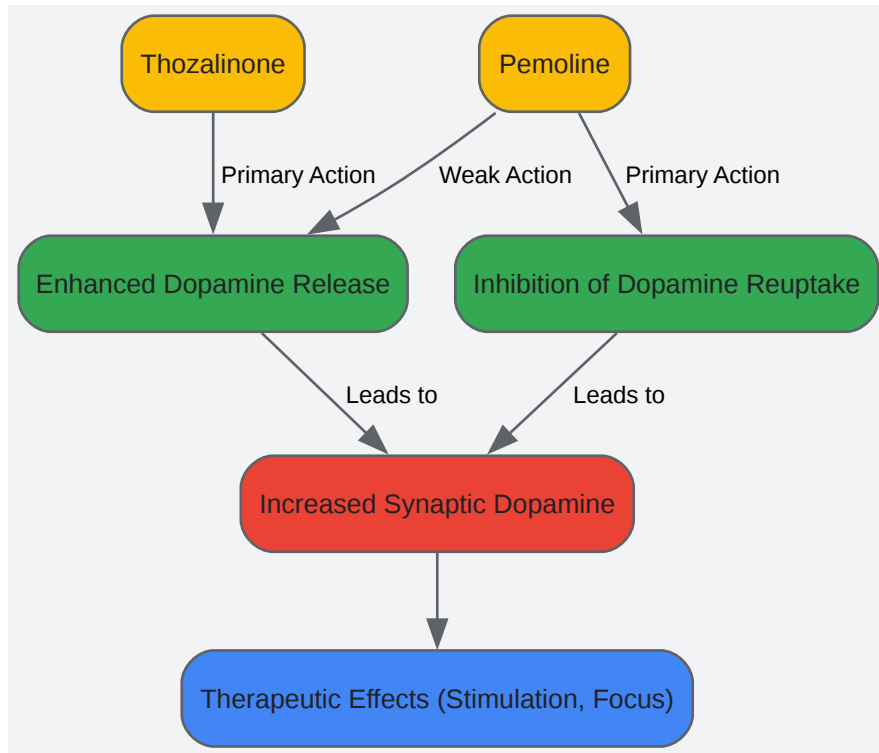 Thozalinone
Pemoline
Primary Action
Weak Action
Primary Action
Enhanced Dopamine Release
Inhibition of Dopamine Reuptake
Leads to
Leads to
Increased Synaptic Dopamine
Therapeutic Effects (Stimulation, Focus)